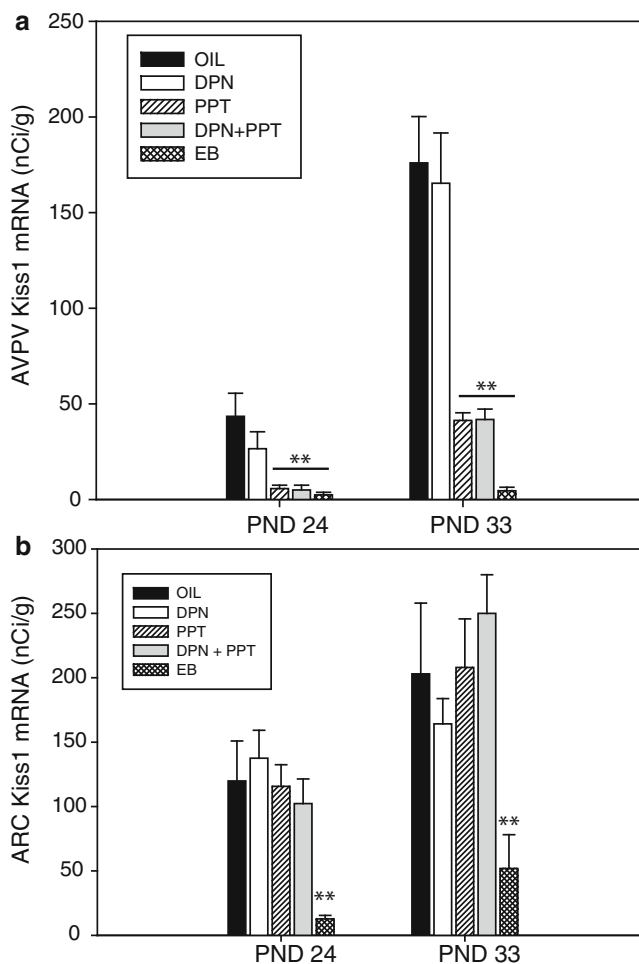 a
AVPV Kiss1 mRNA (nCi/g)
250
200
150
100
50
0
OIL
DPN
PPT
DPN+PPT
EB
**
**
PND 24
PND 33
b
ARC Kiss1 mRNA (nCi/g)
300
250
200
150
100
50
0
OIL
DPN
PPT
DPN + PPT
EB
**
**
PND 24
PND 33